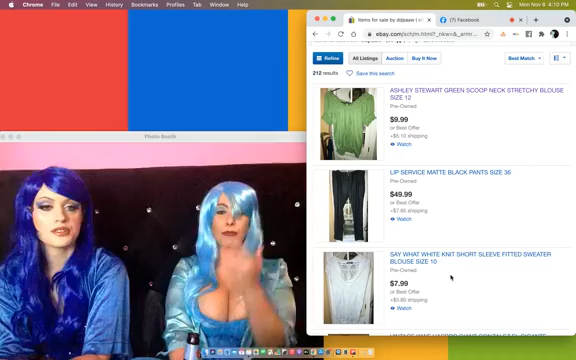 Chrome File Edit View History Bookmarks Profiles Tab Window Help
Mon Nov 8 4:10 PM
Items for sale by ddpaaw
(7) Facebook
Refine
All Listings Auction Buy It Now
Best Match
212 results
Save this search
ASHLEY STEWART GREEN SCOOP NECK STRETCHY BLOUSE
SIZE 12
Pre-Owned
$9.99
or Best Offer
+$5.10 shipping
Watch
Photo Booth
LIP SERVICE MATTE BLACK PANTS SIZE 36
Pre-Owned
$49.99
or Best Offer
+$7.95 shipping
Watch
SAY WHAT WHITE KNIT SHORT SLEEVE FITTED SWEATER
BLOUSE SIZE 10
Pre-Owned
$7.99
or Best Offer
+$5.80 shipping
Watch